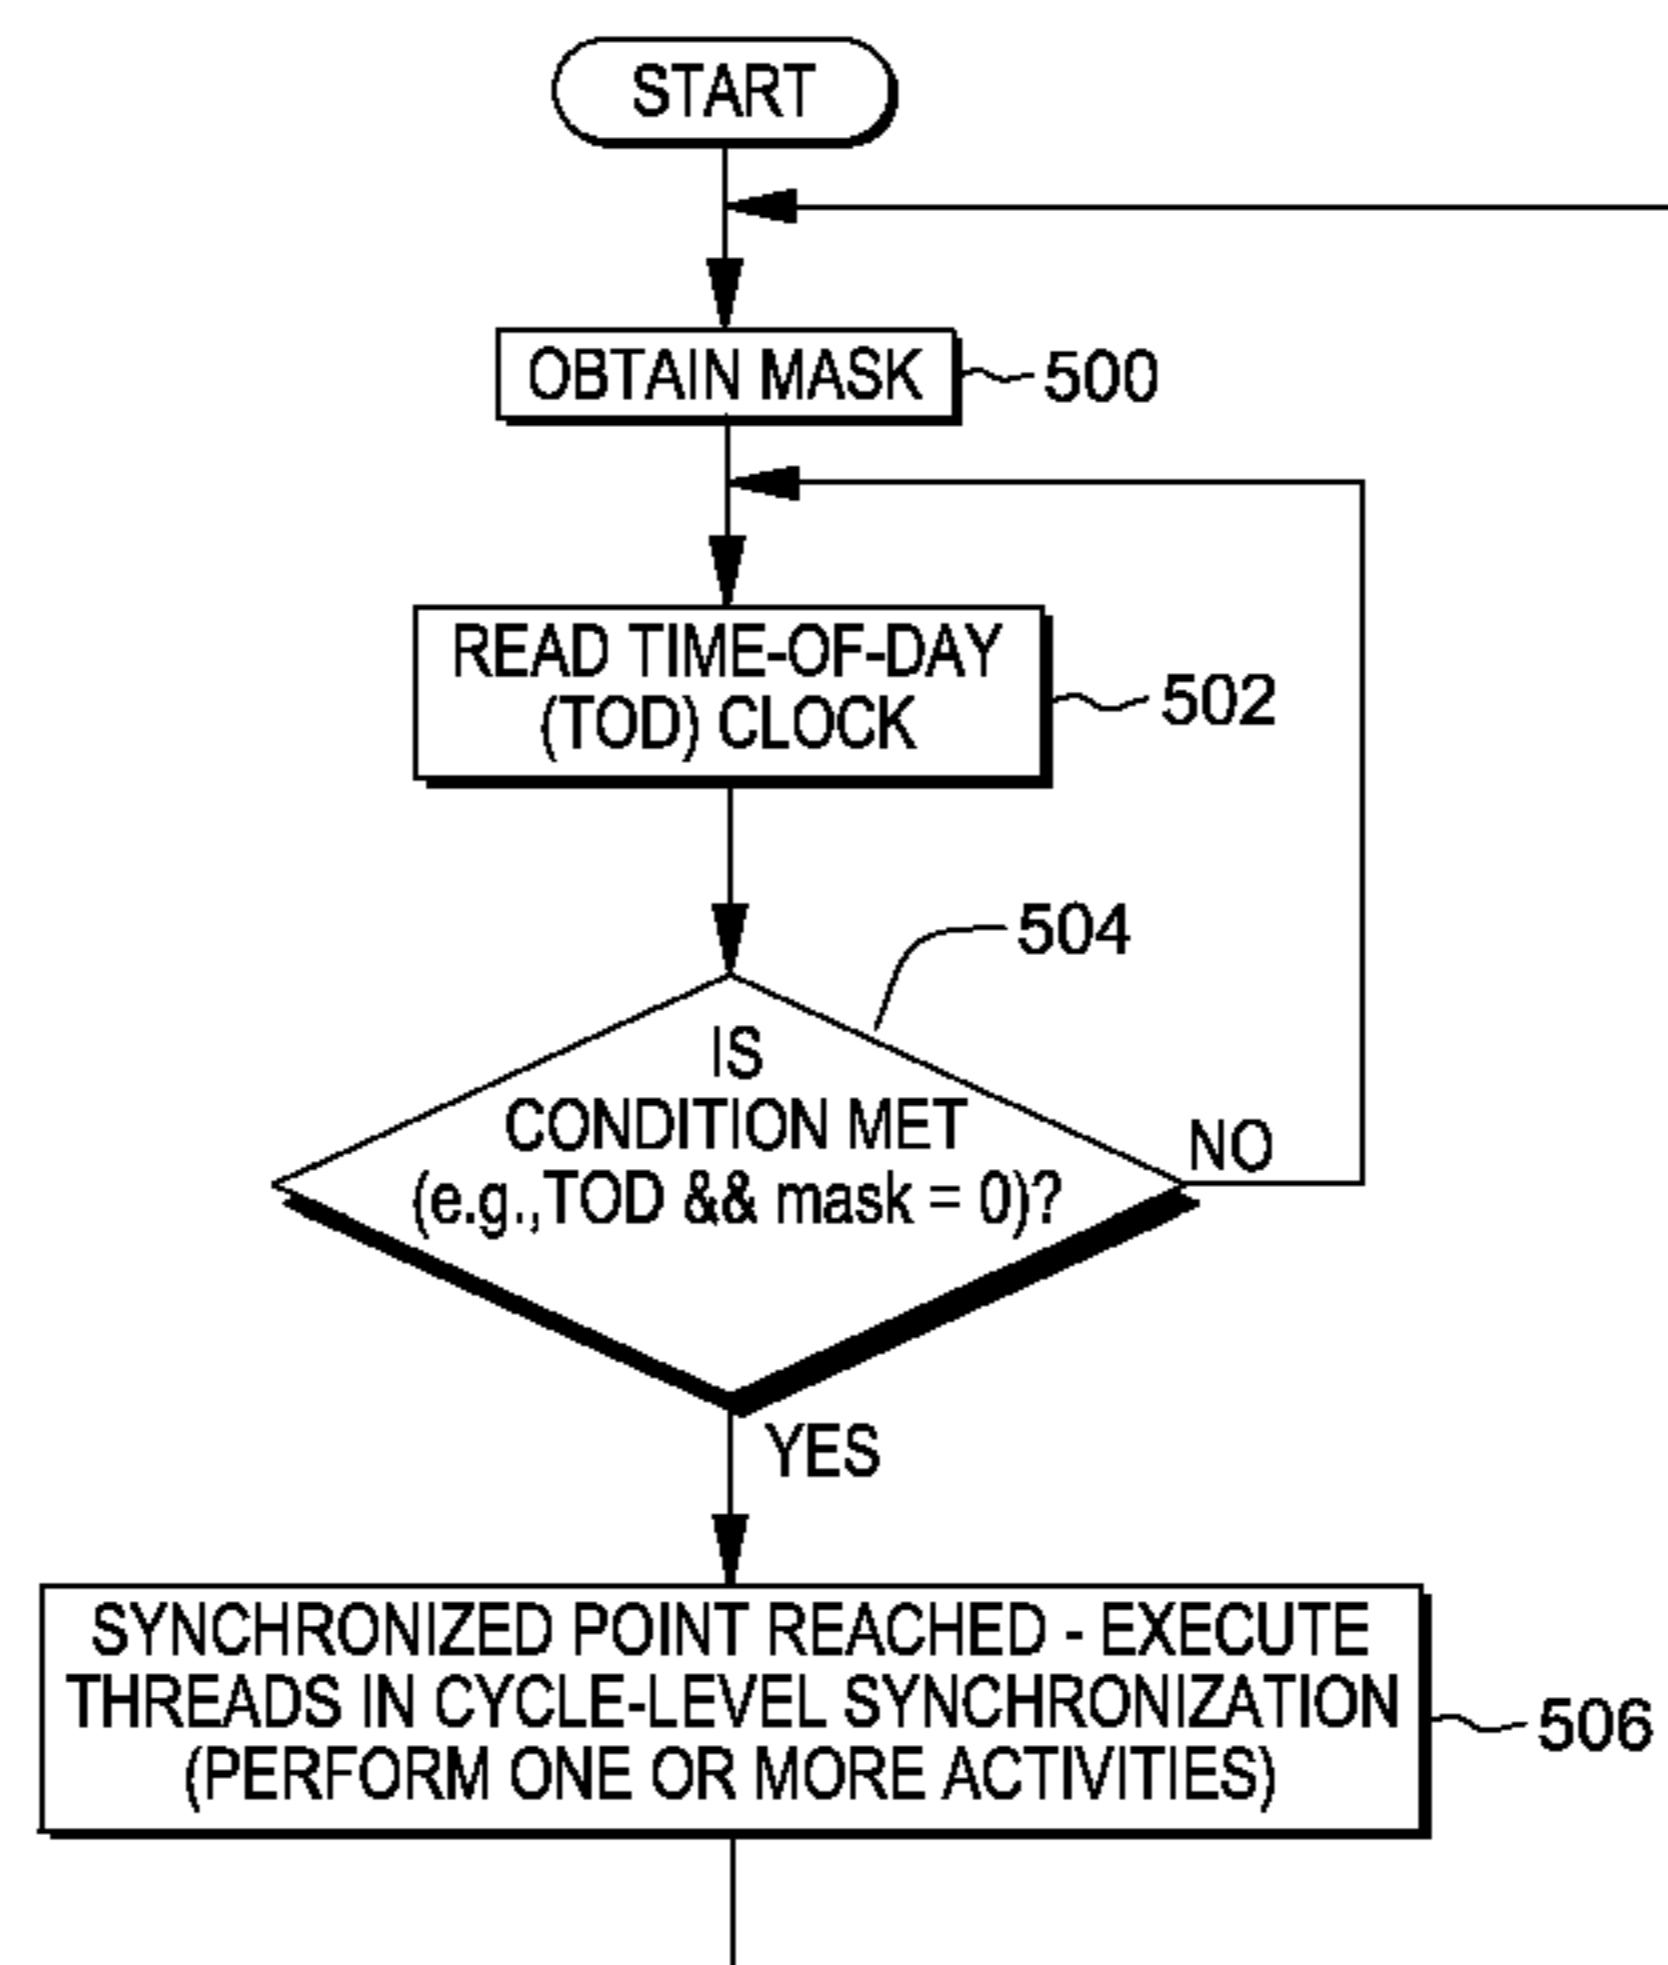 START
OBTAIN MASK
500
READ TIME-OF-DAY
(TOD) CLOCK
502
504
IS
CONDITION MET
(e.g.,TOD && mask = 0)?
NO
YES
SYNCHRONIZED POINT REACHED - EXECUTE
THREADS IN CYCLE-LEVEL SYNCHRONIZATION
(PERFORM ONE OR MORE ACTIVITIES)
506